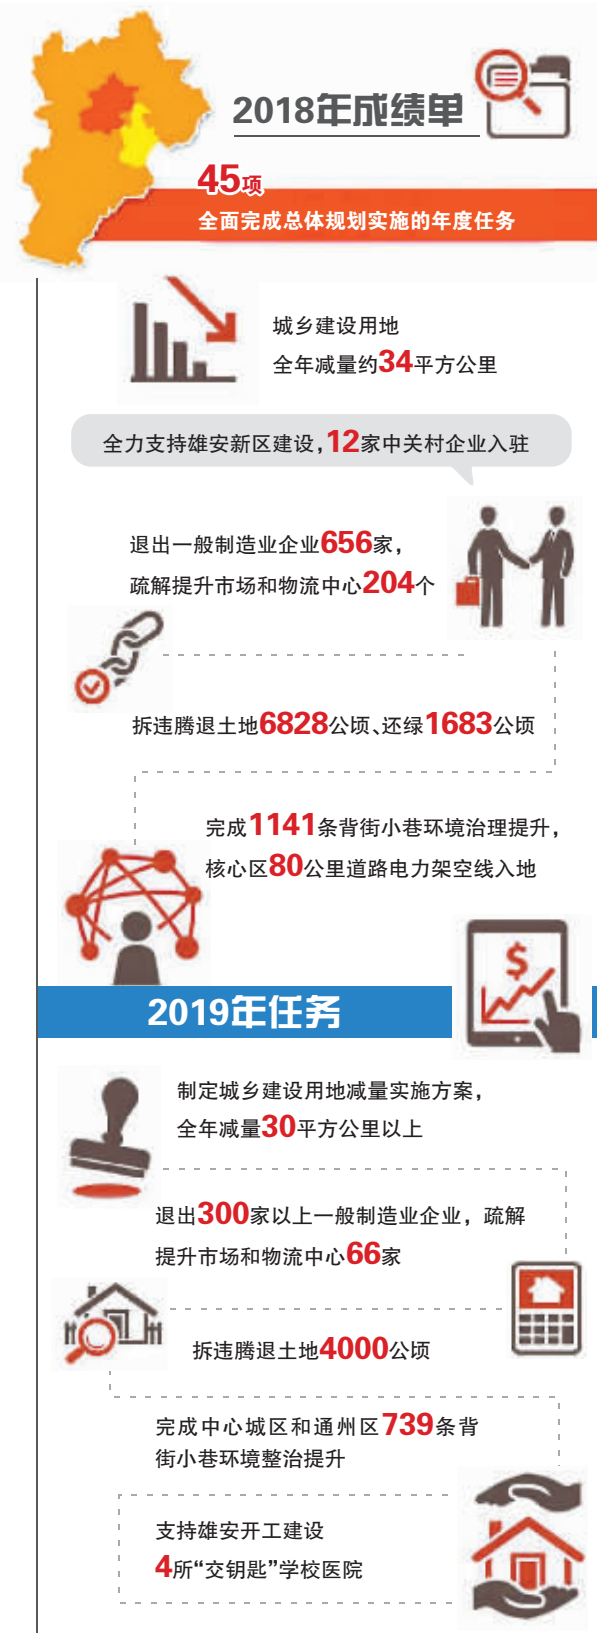 2018年成绩单
45项
全面完成总体规划实施的年度任务
城乡建设用地
全年减量约34平方公里
全力支持雄安新区建设,12家中关村企业入驻
退出一般制造业企业656家，
疏解提升市场和物流中心204个
拆违腾退土地6828公顷、还绿1683公顷
完成1141条背街小巷环境治理提升，
核心区80公里道路电力架空线入地
$
2019年任务
制定城乡建设用地减量实施方案，
全年减量30平方公里以上
退出300家以上一般制造业企业，疏解
提升市场和物流中心66家
拆违腾退土地4000公顷
完成中心城区和通州区739条背
街小巷环境整治提升
支持雄安开工建设
4所“交钥匙”学校医院